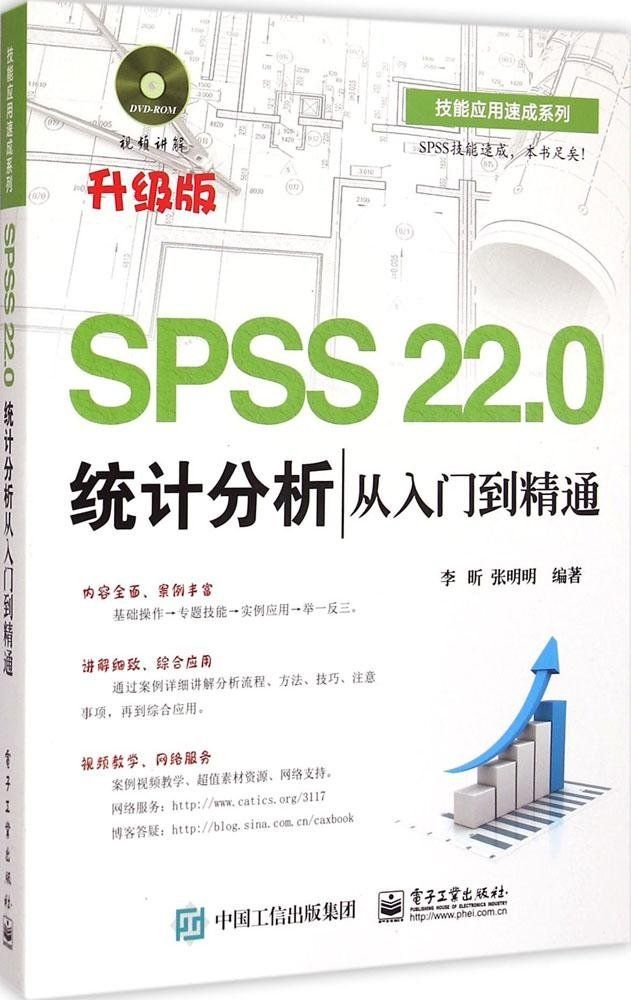 技能应用速成系列
SPSS 22.0
统计分析从入门到精通
电子工业出版社
DVD-ROM
视频讲解
升级版
技能应用速成系列
SPSS技能速成，本书足矣！
SPSS 22.0
统计分析
从入门到精通
李 昕 张明明 编著
内容全面、案例丰富
基础操作→专题技能→实例应用→举一反三。
讲解细致、综合应用
通过案例详细讲解分析流程、方法、技巧、注意
事项，再到综合应用。
视频教学、网络服务
案例视频教学、超值素材资源、网络支持。
网络服务：http://www.catics.org/3117
博客答疑：http://blog.sina.com.cn/caxbook
中国工信出版集团
电子工业出版社
PUBLISHING HOUSE OF ELECTRONICS INDUSTRY
http://www.phei.com.cn